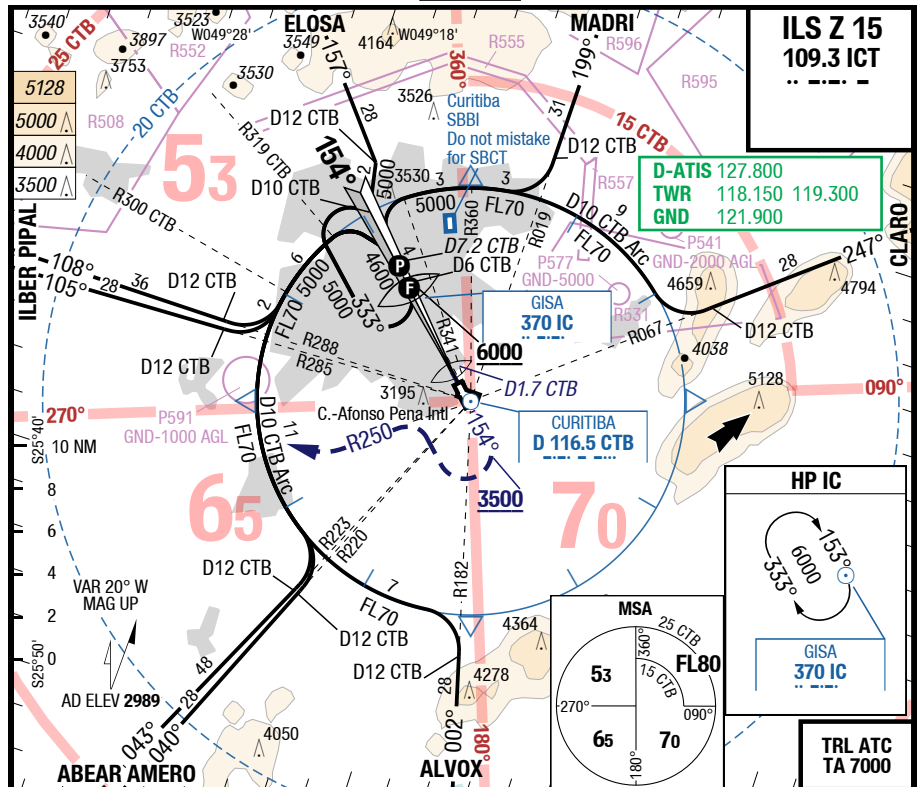 ILS Z 15
109.3 ICT
D-ATIS 127.800
TWR 118.150 119.300
GND 121.900
3540
3523
3897
3753
25 CTB
R552
W049°28'
3549
3530
ELOSA
157°
28
4164
W049°18'
360°
R555
MADRI
199°
31
R596
R595
5128
5000
4000
3500
R508
20 CTB
53
R319 CTB
D12 CTB
154°
2
5000
D10 CTB
3526
Curitiba
SBBI
Do not mistake
for SBCT
15 CTB
D12 CTB
R557
3530
3
3
5000
FL70
R360
R019
D10 CTB Arc
9
FL70
R300 CTB
ILBER
PIPAL
108°
105°
28
36
D12 CTB
2
6
FL70
5000
5000
333°
4600
4
P
F
D7.2 CTB
D6 CTB
P577
GND-5000
P541
GND-2000 AGL
R531
4659
28
247°
CLARO
4794
GISA
370 IC
R341
6000
R067
D12 CTB
4038
D12 CTB
R288
R285
D1.7 CTB
5128
3195
C.-Afonso Pena Intl
270°
090°
P591
GND-1000 AGL
D10 CTB Arc
11
FL70
R250
154°
3500
CURITIBA
D 116.5 CTB
S25°40'
10 NM
8
6
4
2
0
S25°50'
65
70
R223
R220
D12 CTB
D12 CTB
7
FL70
R182
D12 CTB
28
002°
ALVOX
180°
4364
4278
VAR 20° W
MAG UP
AD ELEV 2989
48
28
043°
040°
ABEAR
AMERO
4050
HP IC
153°
6000
333°
GISA
370 IC
MSA
25 CTB
360°
15 CTB
FL80
53
270°
090°
65
70
180°
TRL ATC
TA 7000